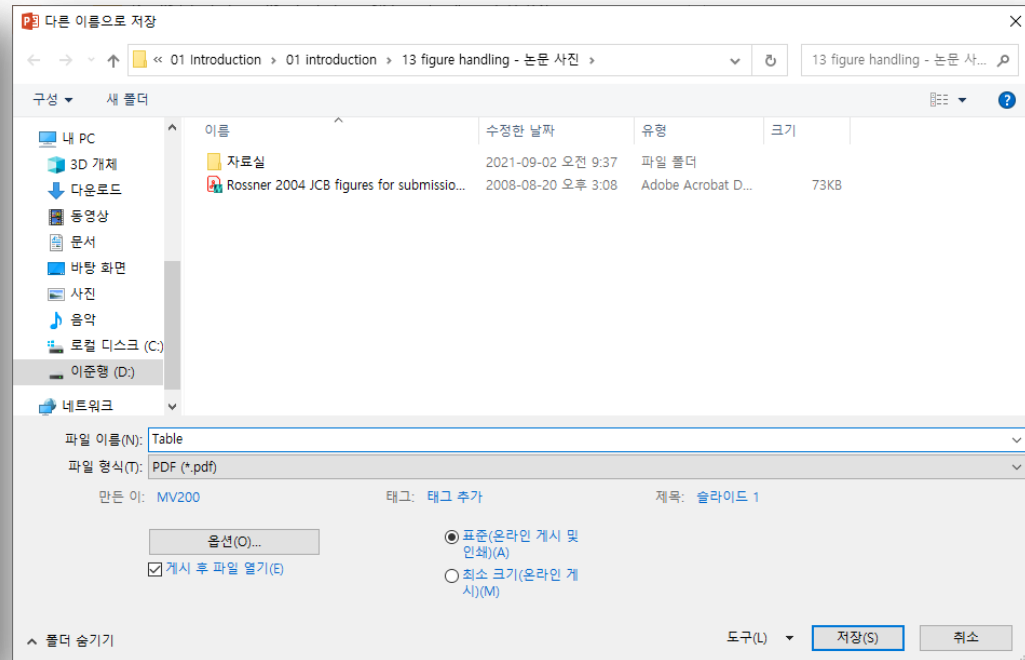 다른 이름으로 저장
« 01 Introduction › 01 introduction › 13 figure handling - 논문 사진 ›
13 figure handling - 논문 사...
구성
새 폴더
이름
수정한 날짜
유형
크기
내 PC
3D 개체
다운로드
동영상
문서
바탕 화면
사진
음악
로컬 디스크 (C:)
이준행 (D:)
네트워크
자료실 2021-09-02 오전 9:37 파일 폴더
Rossner 2004 JCB figures for submissio... 2008-08-20 오후 3:08 Adobe Acrobat D... 73KB
파일 이름(N): Table
파일 형식(T): PDF (*.pdf)
만든 이: MV200 태그: 태그 추가 제목: 슬라이드 1
옵션(O)...
게시 후 파일 열기(E)
표준(온라인 게시 및
인쇄)(A)
최소 크기(온라인 게
시)(M)
폴더 숨기기
도구(L)
저장(S)
취소